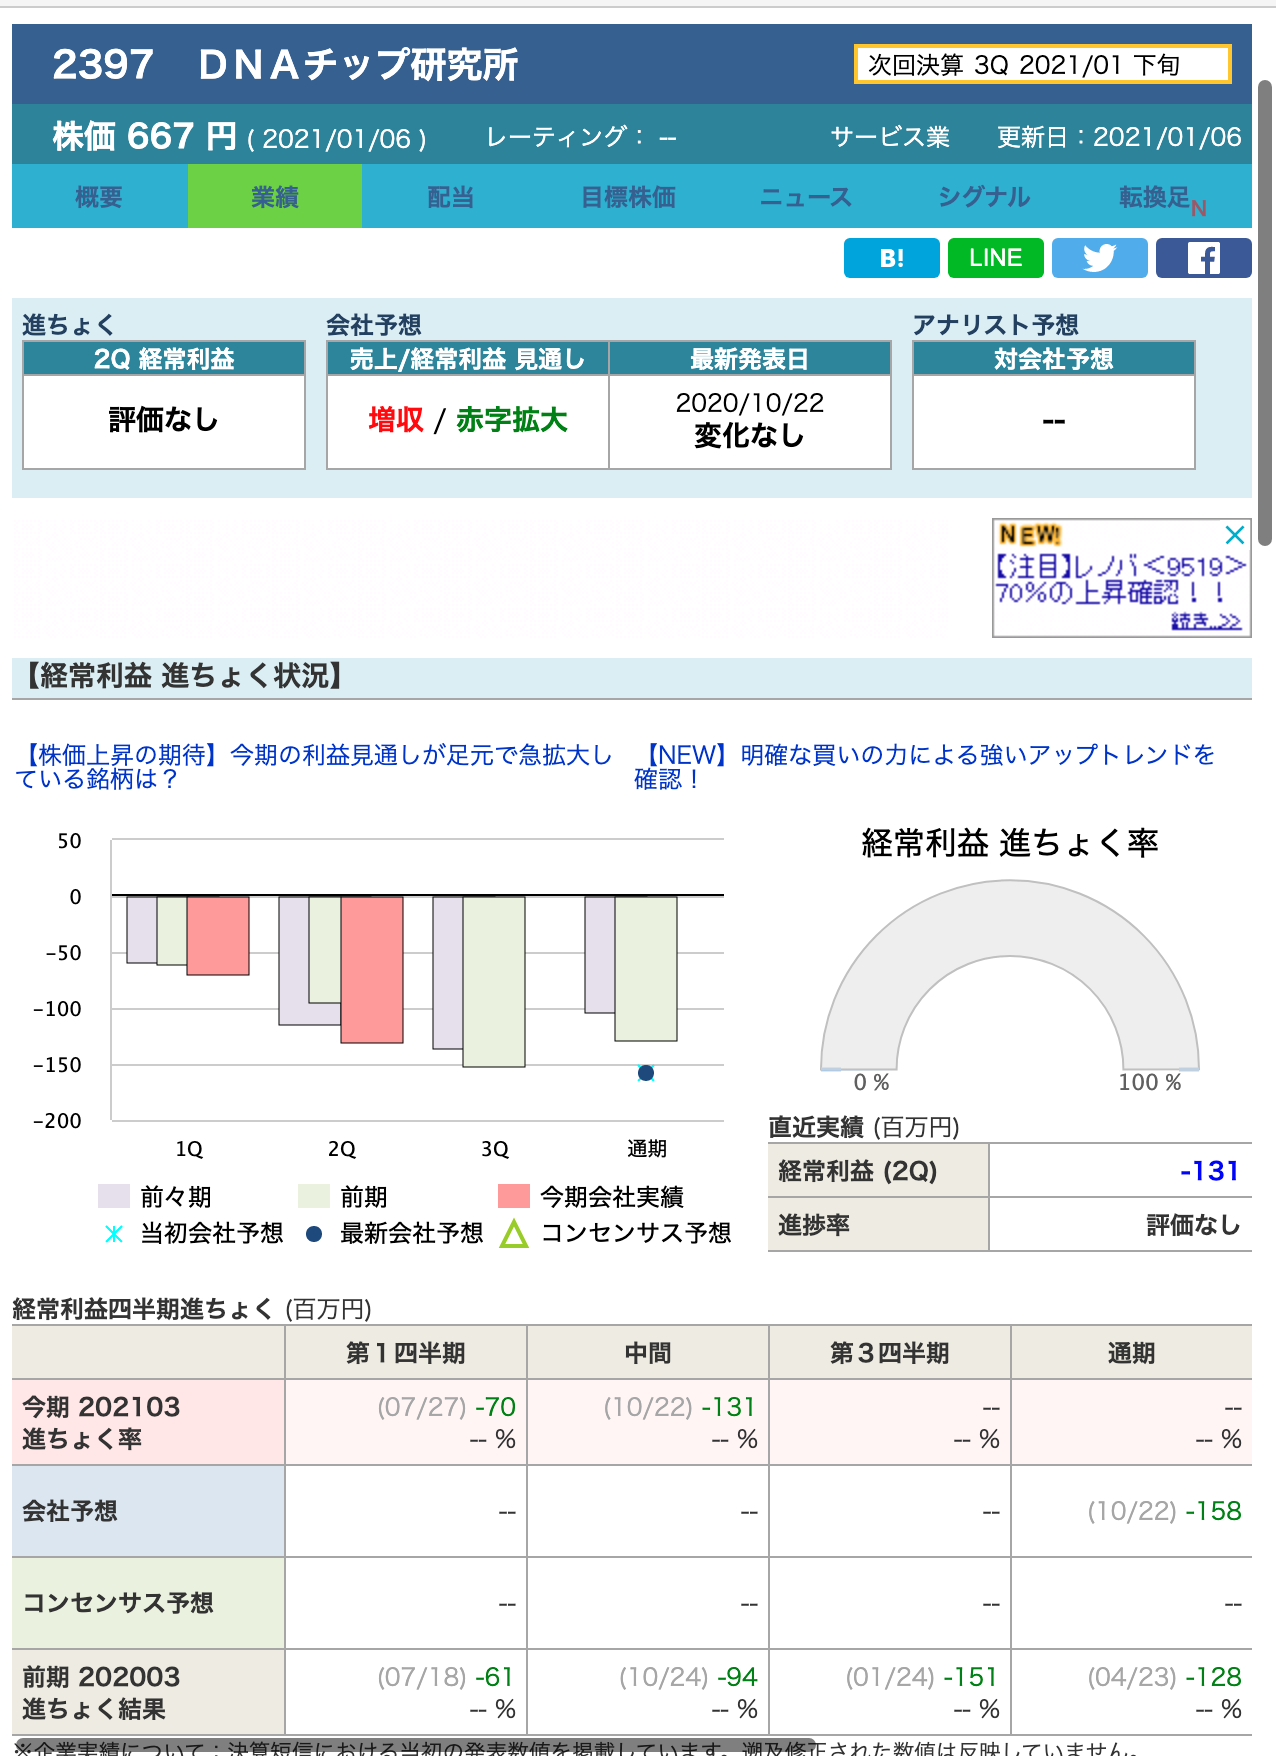 2397　ＤＮＡチップ研究所
次回決算 3Q 2021/01 下旬
株価 667 円 ( 2021/01/06 )　レーティング： --　サービス業　更新日：2021/01/06
概要　業績　配当　目標株価　ニュース　シグナル　転換足N
B!　LINE
進ちょく　会社予想　アナリスト予想
2Q 経常利益　売上/経常利益 見通し　最新発表日　対会社予想
評価なし　増収 / 赤字拡大　2020/10/22　--
変化なし
NEW!
【注目】レノバ<9519>
70%の上昇確認！！
続き..>>
【経常利益 進ちょく状況】
【株価上昇の期待】今期の利益見通しが足元で急拡大し
ている銘柄は？
【NEW】明確な買いの力による強いアップトレンドを
確認！
50
0
-50
-100
-150
-200
1Q　2Q　3Q　通期
前々期　前期　今期会社実績
当初会社予想　最新会社予想　コンセンサス予想
経常利益 進ちょく率
0 %　100 %
直近実績 (百万円)
経常利益 (2Q)　-131
進捗率　評価なし
経常利益四半期進ちょく (百万円)
第１四半期　中間　第３四半期　通期
今期 202103　(07/27) -70　(10/22) -131　--　--
進ちょく率　-- %　-- %　-- %　-- %
会社予想　--　--　--　(10/22) -158
コンセンサス予想　--　--　--　--
前期 202003　(07/18) -61　(10/24) -94　(01/24) -151　(04/23) -128
進ちょく結果　-- %　-- %　-- %　-- %
※企業実績について：決算短信における当初の発表数値を掲載しています。遡及修正された数値は反映していません。